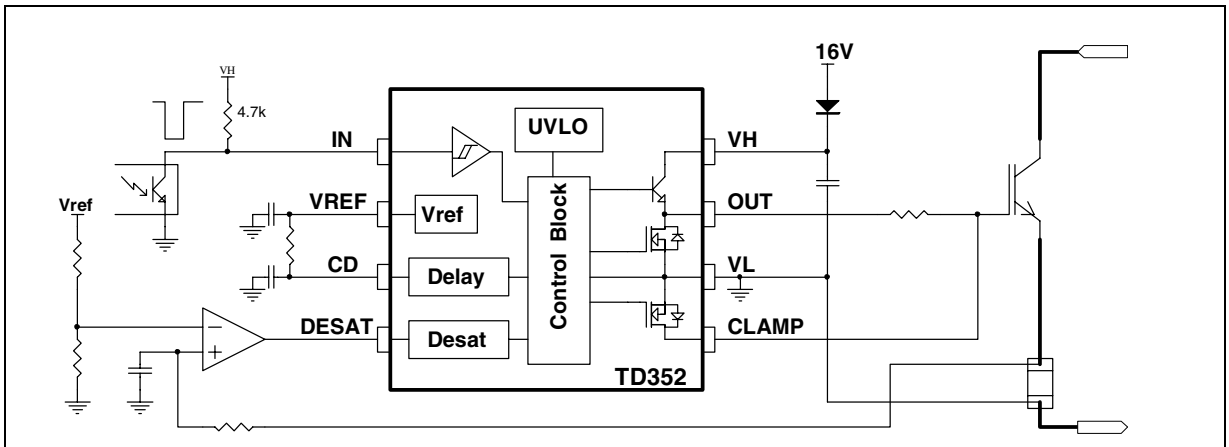 16V
VH
4.7k
UVLO
IN
VH
VREF
Vref
OUT
Vref
Control Block
CD
Delay
VL
DESAT
Desat
CLAMP
−
+
TD352